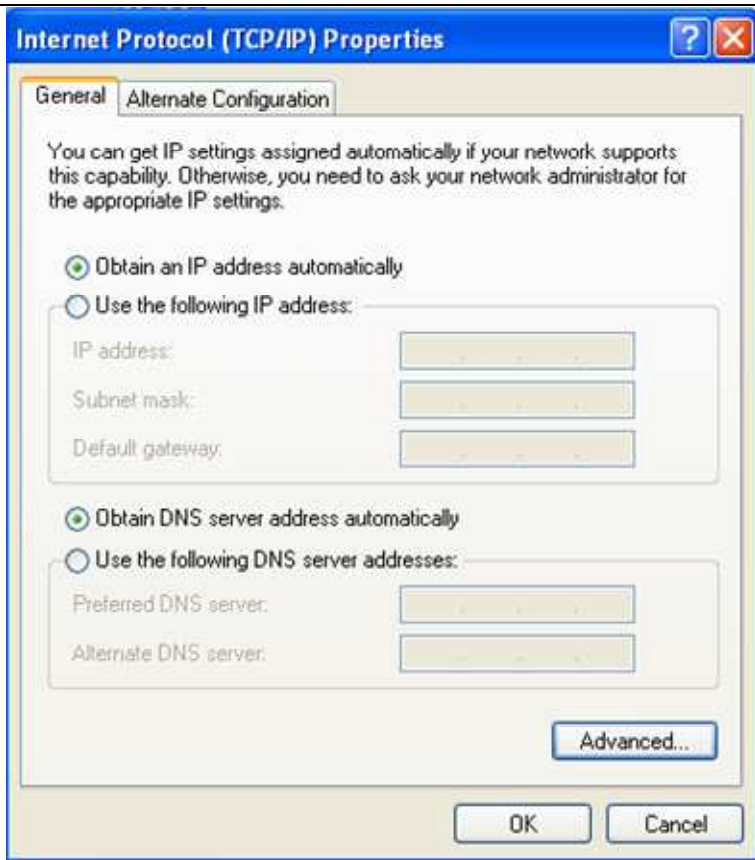 Internet Protocol (TCP/IP) Properties
General
Alternate Configuration
You can get IP settings assigned automatically if your network supports
this capability. Otherwise, you need to ask your network administrator for
the appropriate IP settings.
Obtain an IP address automatically
Use the following IP address:
IP address:
Subnet mask:
Default gateway:
Obtain DNS server address automatically
Use the following DNS server addresses:
Preferred DNS server:
Alternate DNS server:
Advanced...
OK
Cancel